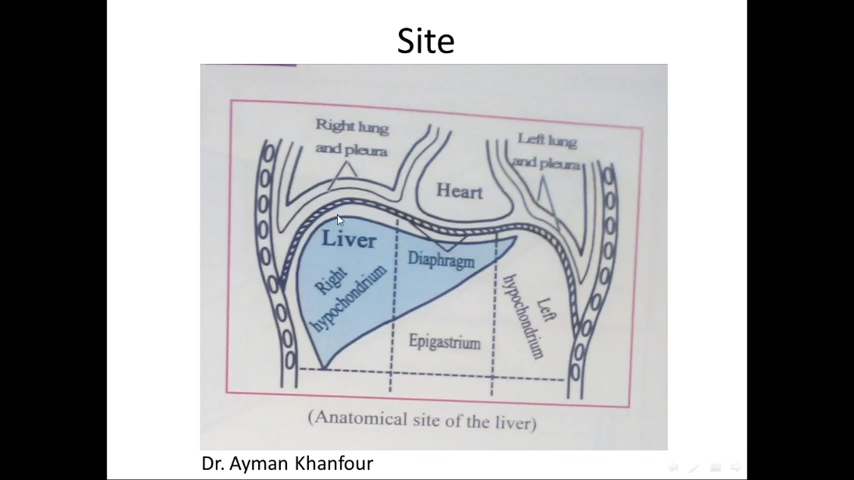 Site
Right lung
and pleura
Left lung
and pleura
Heart
Liver
Diaphragm
Right
hypochondrium
Left
hypochondrium
Epigastrium
(Anatomical site of the liver)
Dr. Ayman Khanfour